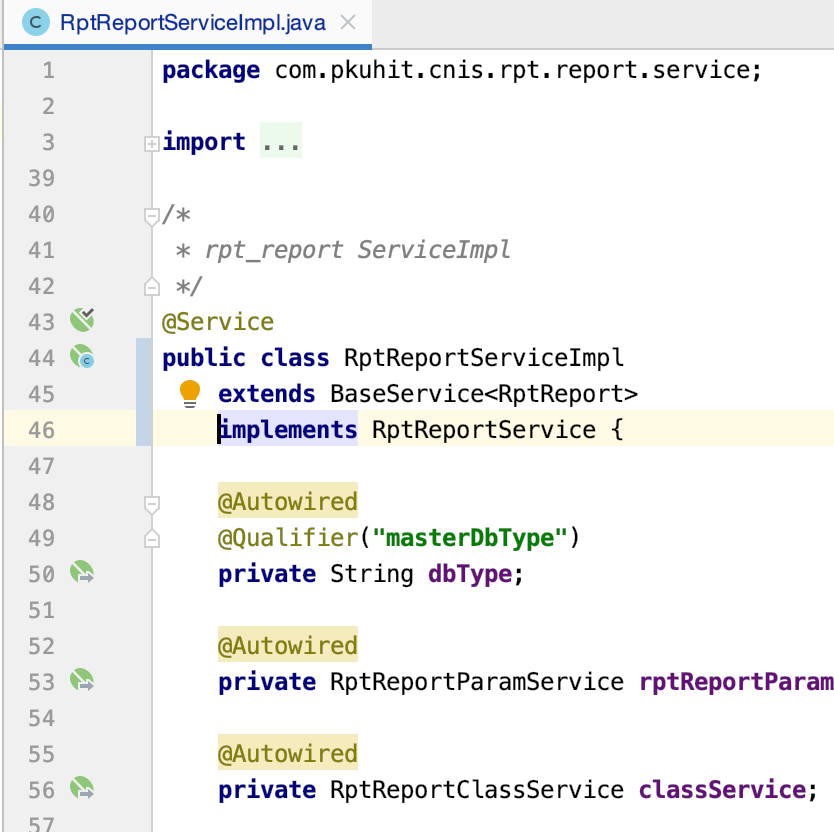 C RptReportServiceImpl.java
1 package com.pkuhit.cnis.rpt.report.service;
2
3 import ...
39
40 /*
41 * rpt_report ServiceImpl
42 */
43 @Service
44 public class RptReportServiceImpl
45 extends BaseService<RptReport>
46 implements RptReportService {
47
48 @Autowired
49 @Qualifier("masterDbType")
50 private String dbType;
51
52 @Autowired
53 private RptReportParamService rptReportParam
54
55 @Autowired
56 private RptReportClassService classService;
57